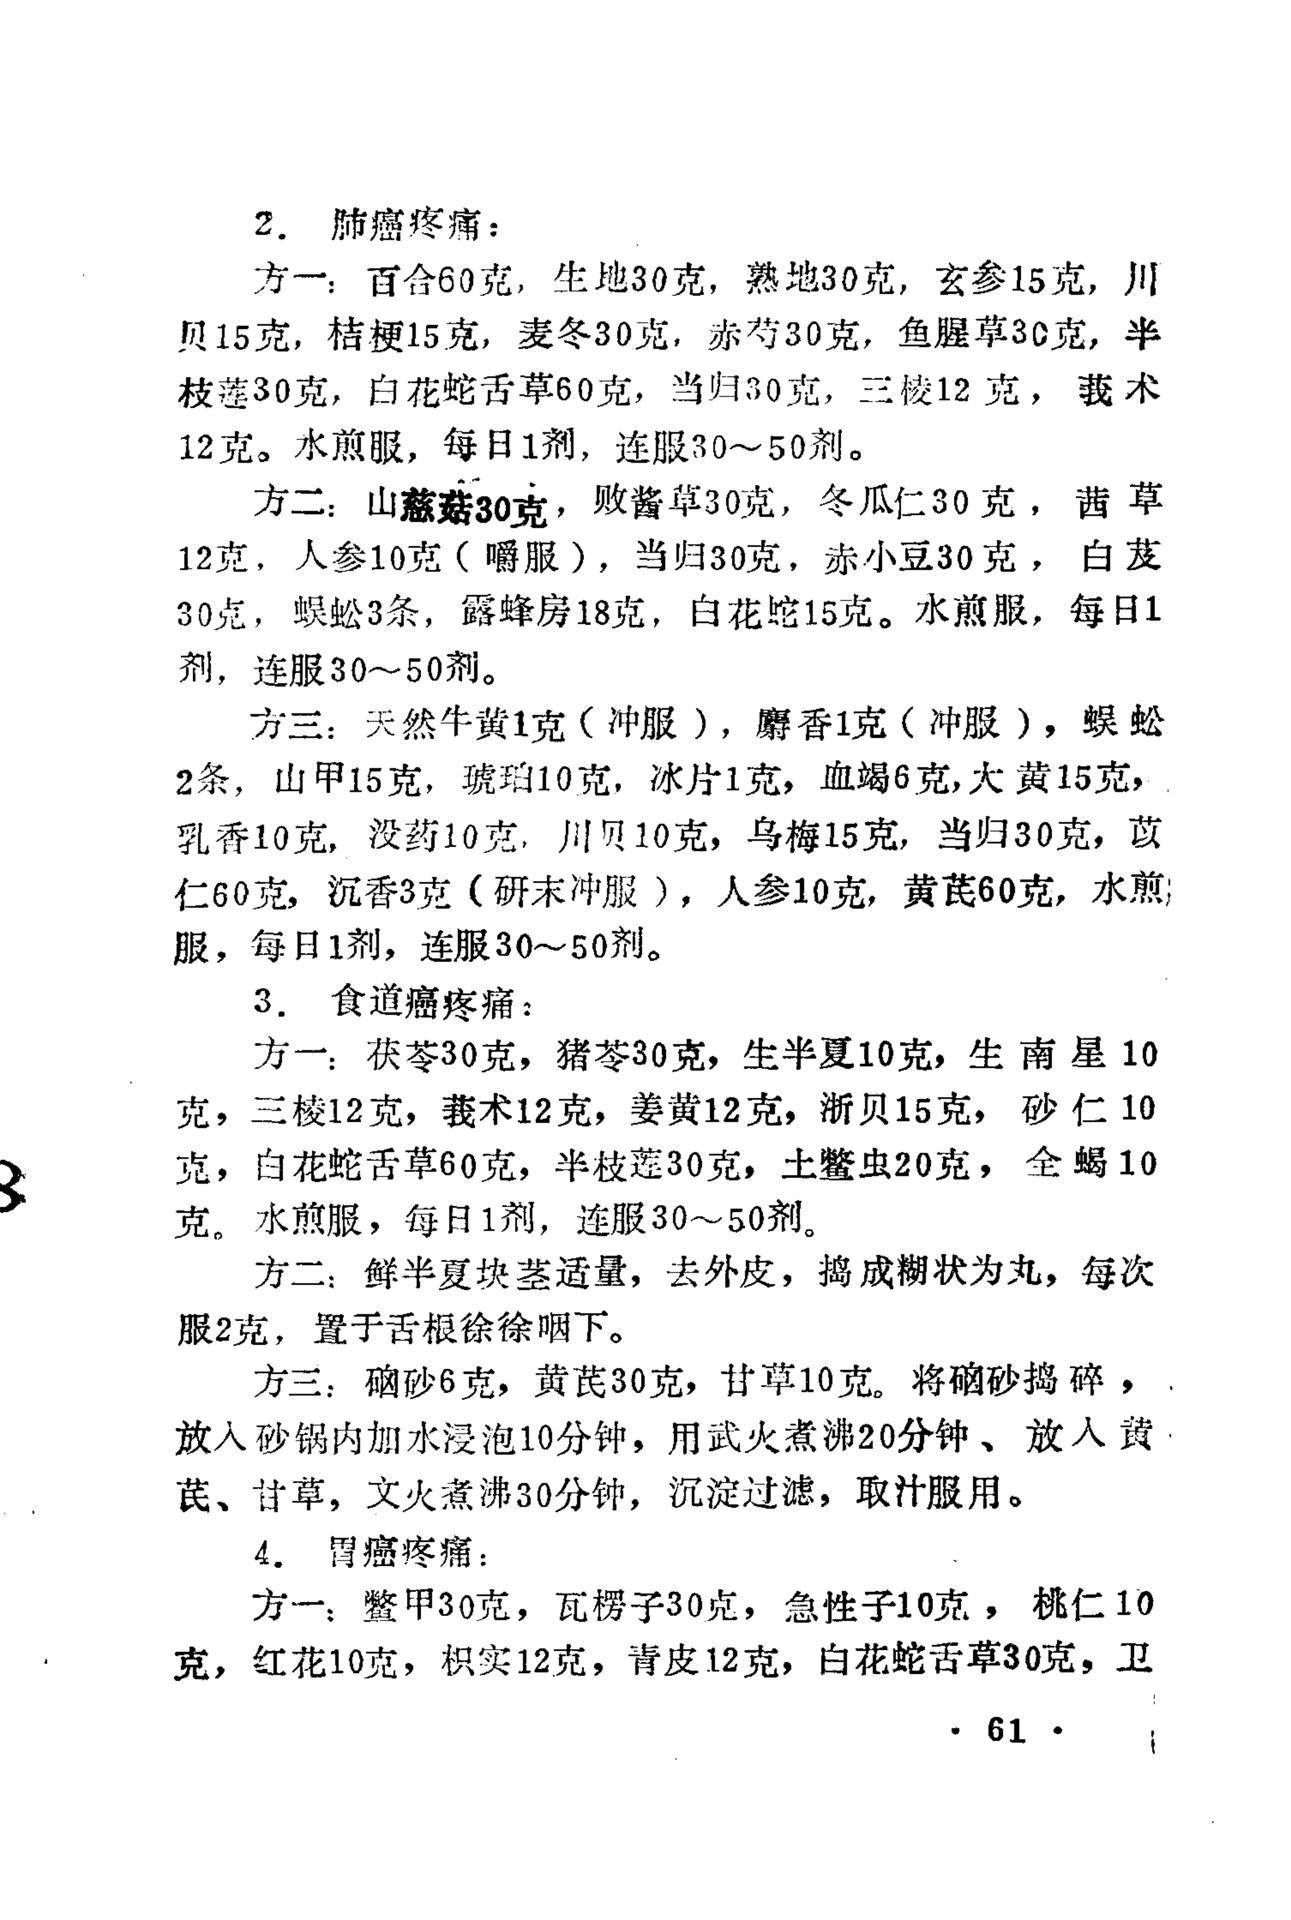 2. 肺癌疼痛：
方一：百合60克，生地30克，熟地30克，玄参15克，川
贝15克，桔梗15克，麦冬30克，赤芍30克，鱼腥草30克，半
枝莲30克，白花蛇舌草60克，当归30克，三棱12克，莪术
12克。水煎服，每日1剂，连服30～50剂。
方二：山慈菇30克，败酱草30克，冬瓜仁30克，茜草
12克，人参10克（嚼服），当归30克，赤小豆30克，白芨
30克，蜈蚣3条，露蜂房18克，白花蛇15克。水煎服，每日1
剂，连服30～50剂。
方三：天然牛黄1克（冲服），麝香1克（冲服），蜈蚣
2条，山甲15克，琥珀10克，冰片1克，血竭6克，大黄15克，
乳香10克，没药10克，川贝10克，乌梅15克，当归30克，苡
仁60克，沉香3克（研末冲服），人参10克，黄芪60克，水煎
服，每日1剂，连服30～50剂。
3. 食道癌疼痛：
方一：茯苓30克，猪苓30克，生半夏10克，生南星10
克，三棱12克，莪术12克，姜黄12克，浙贝15克，砂仁10
克，白花蛇舌草60克，半枝莲30克，土鳖虫20克，全蝎10
克。水煎服，每日1剂，连服30～50剂。
方二：鲜半夏块茎适量，去外皮，捣成糊状为丸，每次
服2克，置于舌根徐徐咽下。
方三：硇砂6克，黄芪30克，甘草10克。将硇砂捣碎，
放入砂锅内加水浸泡10分钟，用武火煮沸20分钟、放入黄
芪、甘草，文火煮沸30分钟，沉淀过滤，取汁服用。
4. 胃癌疼痛：
方一：鳖甲30克，瓦楞子30克，急性子10克，桃仁10
克，红花10克，枳实12克，青皮12克，白花蛇舌草30克，卫
· 61 ·
8